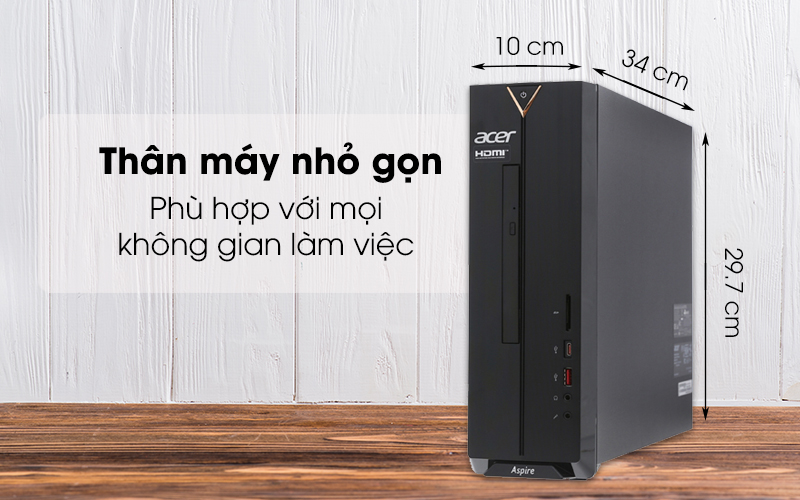 10 cm
34 cm
acer
HDMI
Thân máy nhỏ gọn
Phù hợp với mọi
không gian làm việc
29.7 cm
Aspire